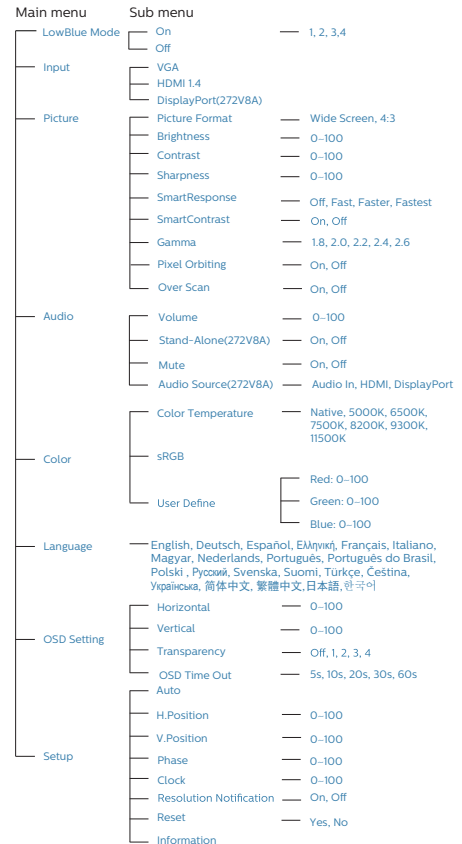 Main menu Sub menu
LowBlue Mode On 1, 2, 3,4
Off
Input VGA
HDMI 1.4
DisplayPort(272V8A)
Picture Picture Format Wide Screen, 4:3
Brightness 0–100
Contrast 0–100
Sharpness 0–100
SmartResponse Off, Fast, Faster, Fastest
SmartContrast On, Off
Gamma 1.8, 2.0, 2.2, 2.4, 2.6
Pixel Orbiting On, Off
Over Scan On, Off
Audio Volume 0–100
Stand-Alone(272V8A) On, Off
Mute On, Off
Audio Source(272V8A) Audio In, HDMI, DisplayPort
Color Temperature Native, 5000K, 6500K,
7500K, 8200K, 9300K,
11500K
Color sRGB
User Define Red: 0–100
Green: 0–100
Blue: 0–100
Language English, Deutsch, Español, Ελληνική, Français, Italiano,
Magyar, Nederlands, Português, Português do Brasil,
Polski , Русский, Svenska, Suomi, Türkçe, Čeština,
Українська, 简体中文, 繁體中文,日本語,한국어
OSD Setting Horizontal 0–100
Vertical 0–100
Transparency Off, 1, 2, 3, 4
OSD Time Out 5s, 10s, 20s, 30s, 60s
Setup Auto
H.Position 0–100
V.Position 0–100
Phase 0–100
Clock 0–100
Resolution Notification On, Off
Reset Yes, No
Information